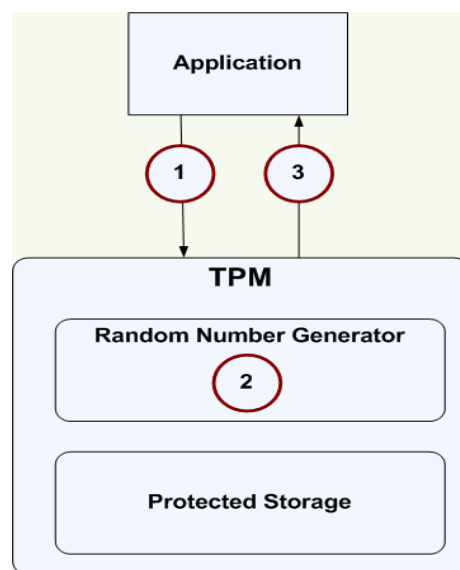 Application
1
3
TPM
Random Number Generator
2
Protected Storage